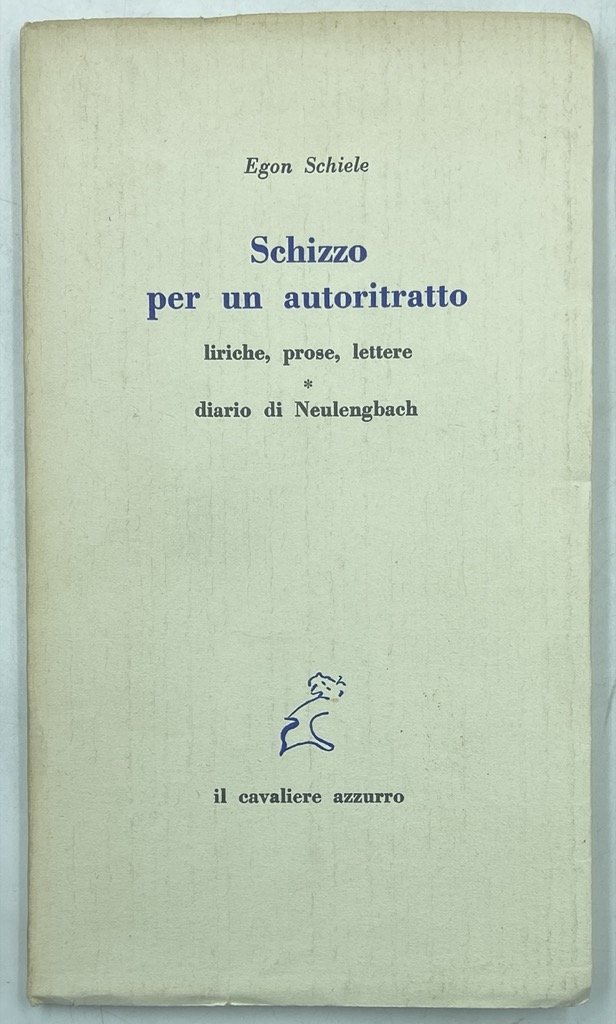 Egon Schiele
Schizzo
per un autoritratto
liriche, prose, lettere
*
diario di Neulengbach
il cavaliere azzurro